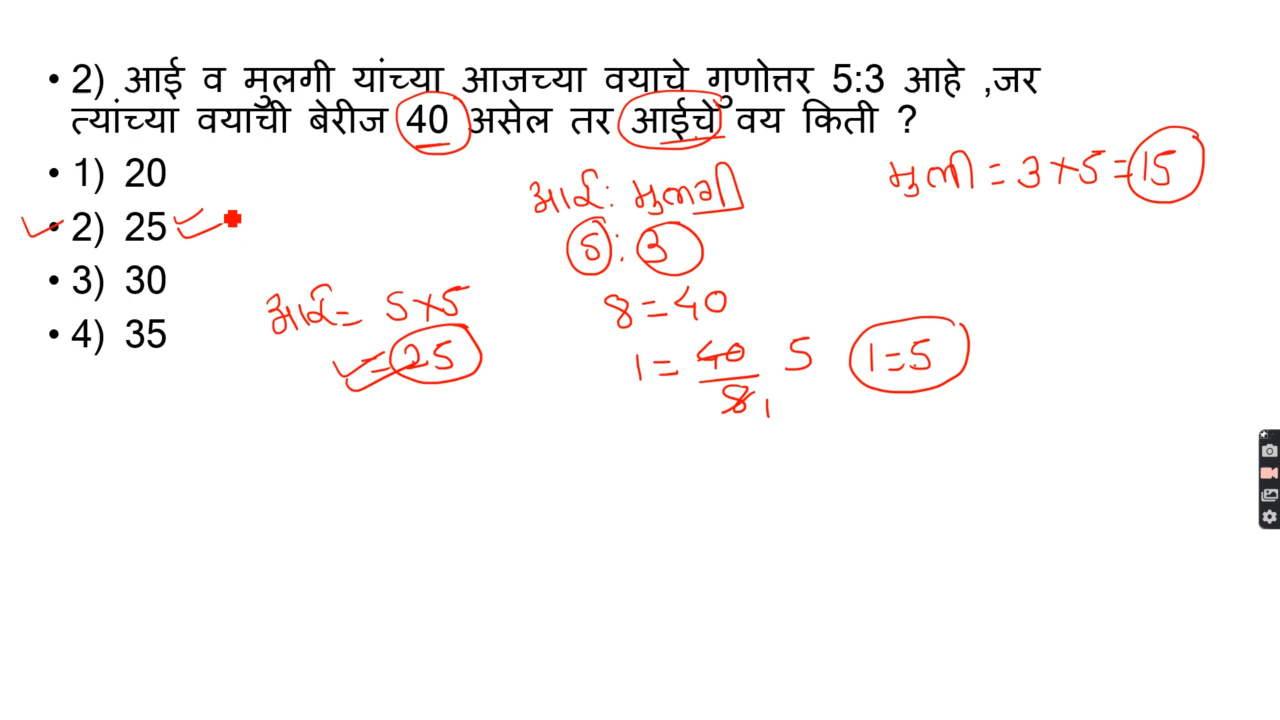 • 2) आई व मुलगी यांच्या आजच्या वयाचे गुणोत्तर 5:3 आहे ,जर
त्यांच्या वयाची बेरीज 40 असेल तर आईचे वय किती ?
• 1) 20
• 2) 25
• 3) 30
• 4) 35
आई : मुलगी
5 : 3
8 = 40
1 = 40/8 5
1
1 = 5
आई = 5 × 5
= 25
मुली = 3 × 5 = 15